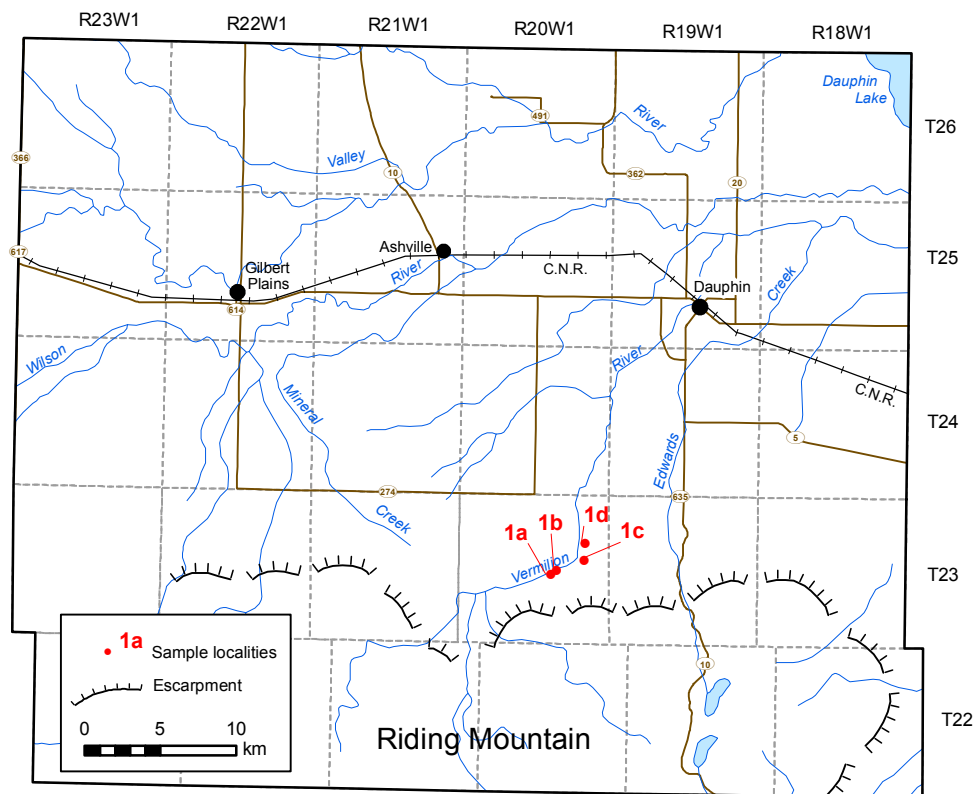 R23W1
R22W1
R21W1
R20W1
R19W1
R18W1
Dauphin
Lake
491
River
T26
366
Valley
10
362
20
617
Ashville
River
C.N.R.
T25
Gilbert
Plains
Dauphin
Creek
614
Wilson
Mineral
River
C.N.R.
T24
Edwards
5
274
635
Creek
1d
1b
1a
1c
Vermilion
T23
1a
Sample localities
10
Escarpment
T22
0 5 10
km
Riding Mountain